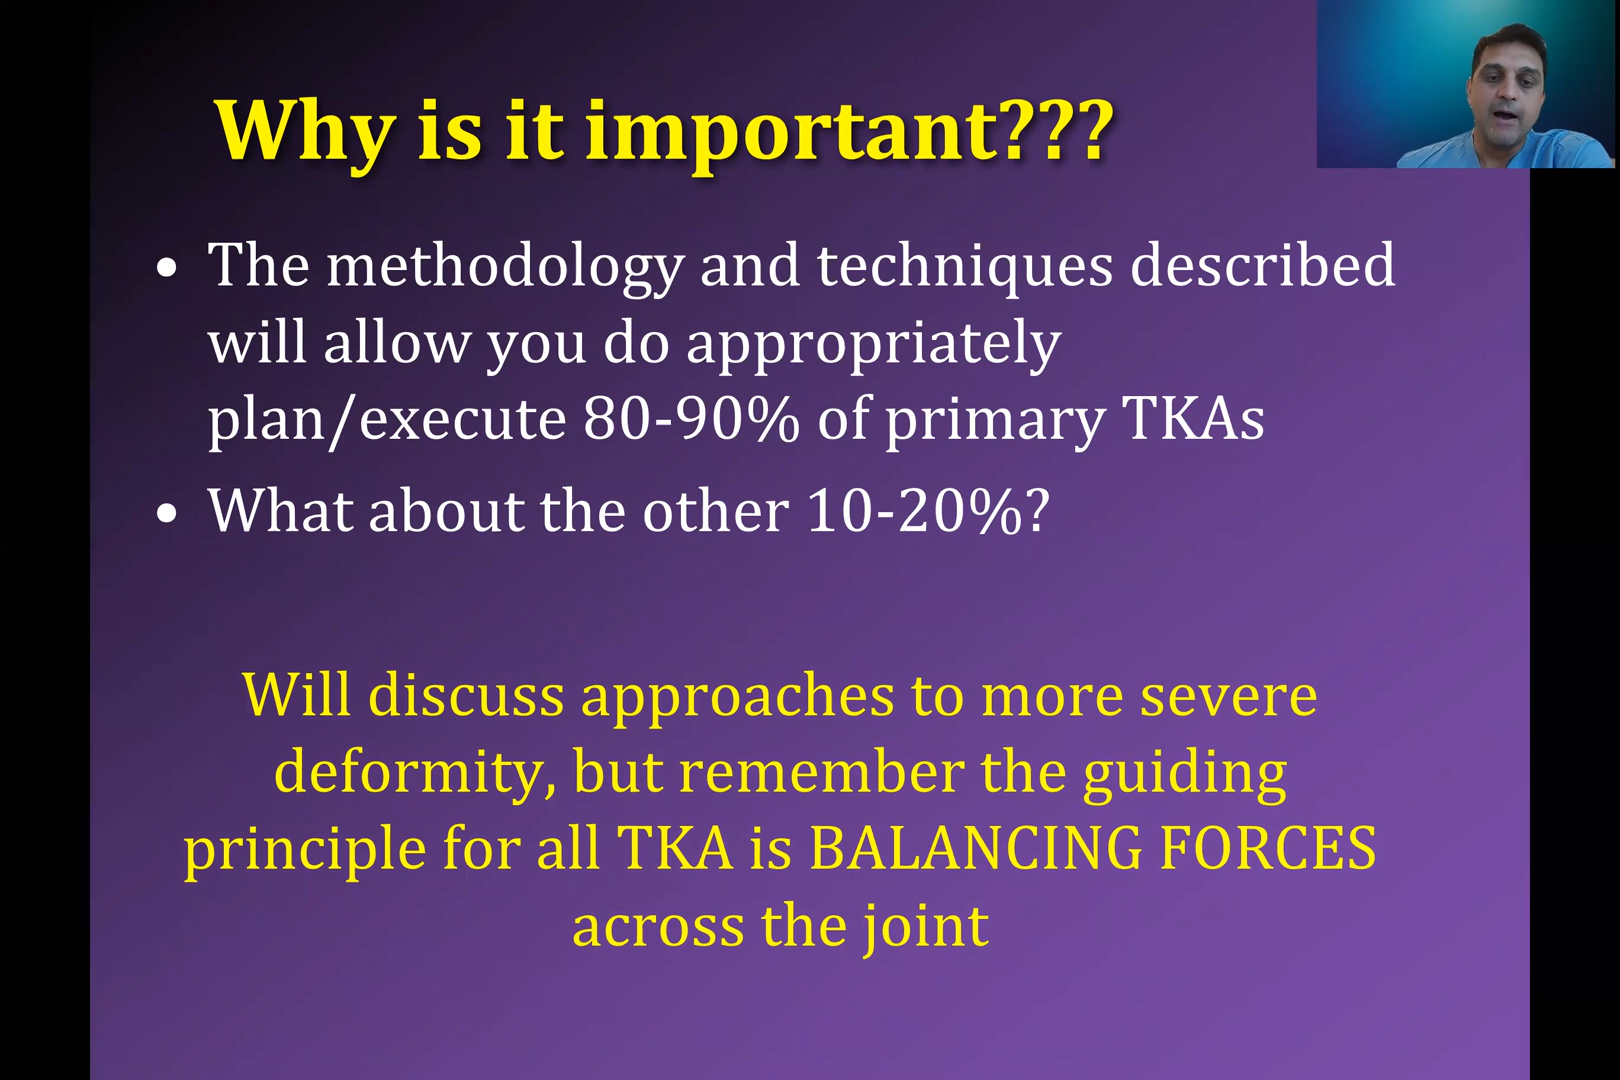 Why is it important???
• The methodology and techniques described
will allow you do appropriately
plan/execute 80-90% of primary TKAs
• What about the other 10-20%?
Will discuss approaches to more severe
deformity, but remember the guiding
principle for all TKA is BALANCING FORCES
across the joint